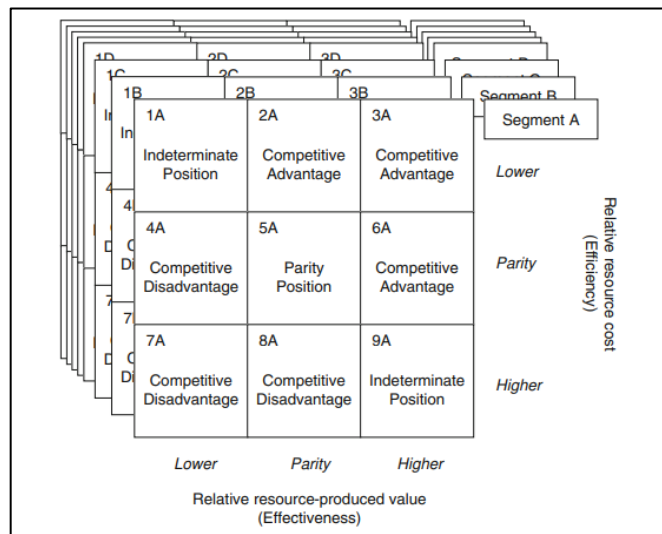 1D 2D 3D
1C 2C 3C
1B 2B 3B Segment B
1A 2A 3A Segment A
Indeterminate Competitive Competitive Lower
Position Advantage Advantage
4A 5A 6A
Competitive Parity Competitive Parity
Disadvantage Position Advantage
7A 8A 9A
Competitive Competitive Indeterminate Higher
Disadvantage Disadvantage Position
Lower Parity Higher
Relative resource-produced value
(Effectiveness)
Relative resource cost
(Efficiency)